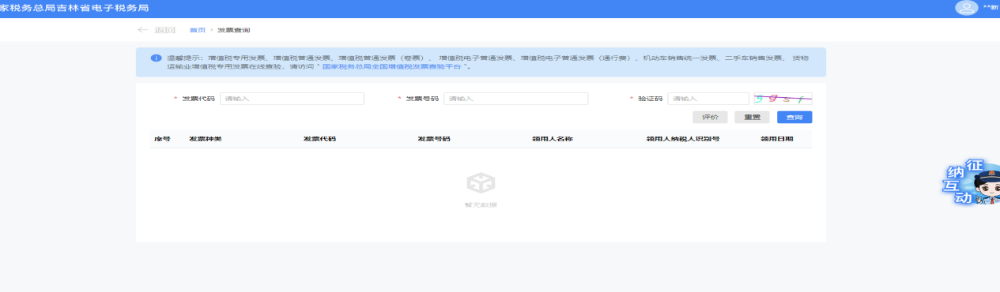 家税务总局吉林省电子税务局
**新
返回 首页 › 发票查询
温馨提示：增值税专用发票、增值税普通发票、增值税普通发票（卷票）、 增值税电子普通发票、增值税电子普通发票（通行费）、机动车销售统一发票、二手车销售发票、 货物
运输业增值税专用发票在线查验，请访问“国家税务总局全国增值税发票查验平台”。
* 发票代码 请输入 * 发票号码 请输入 * 验证码 请输入
评价 重置 查询
序号 发票种类 发票代码 发票号码 领用人名称 领用人纳税人识别号 领用日期
暂无数据
征纳互动